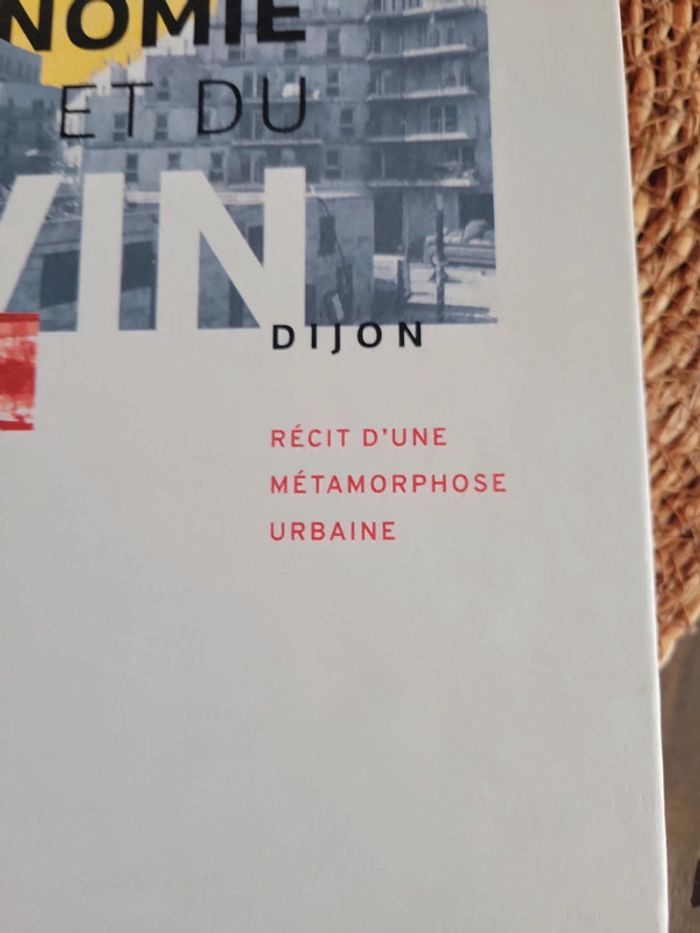 NOMIE
ET DU
VIN
DIJON
RÉCIT D'UNE
MÉTAMORPHOSE
URBAINE